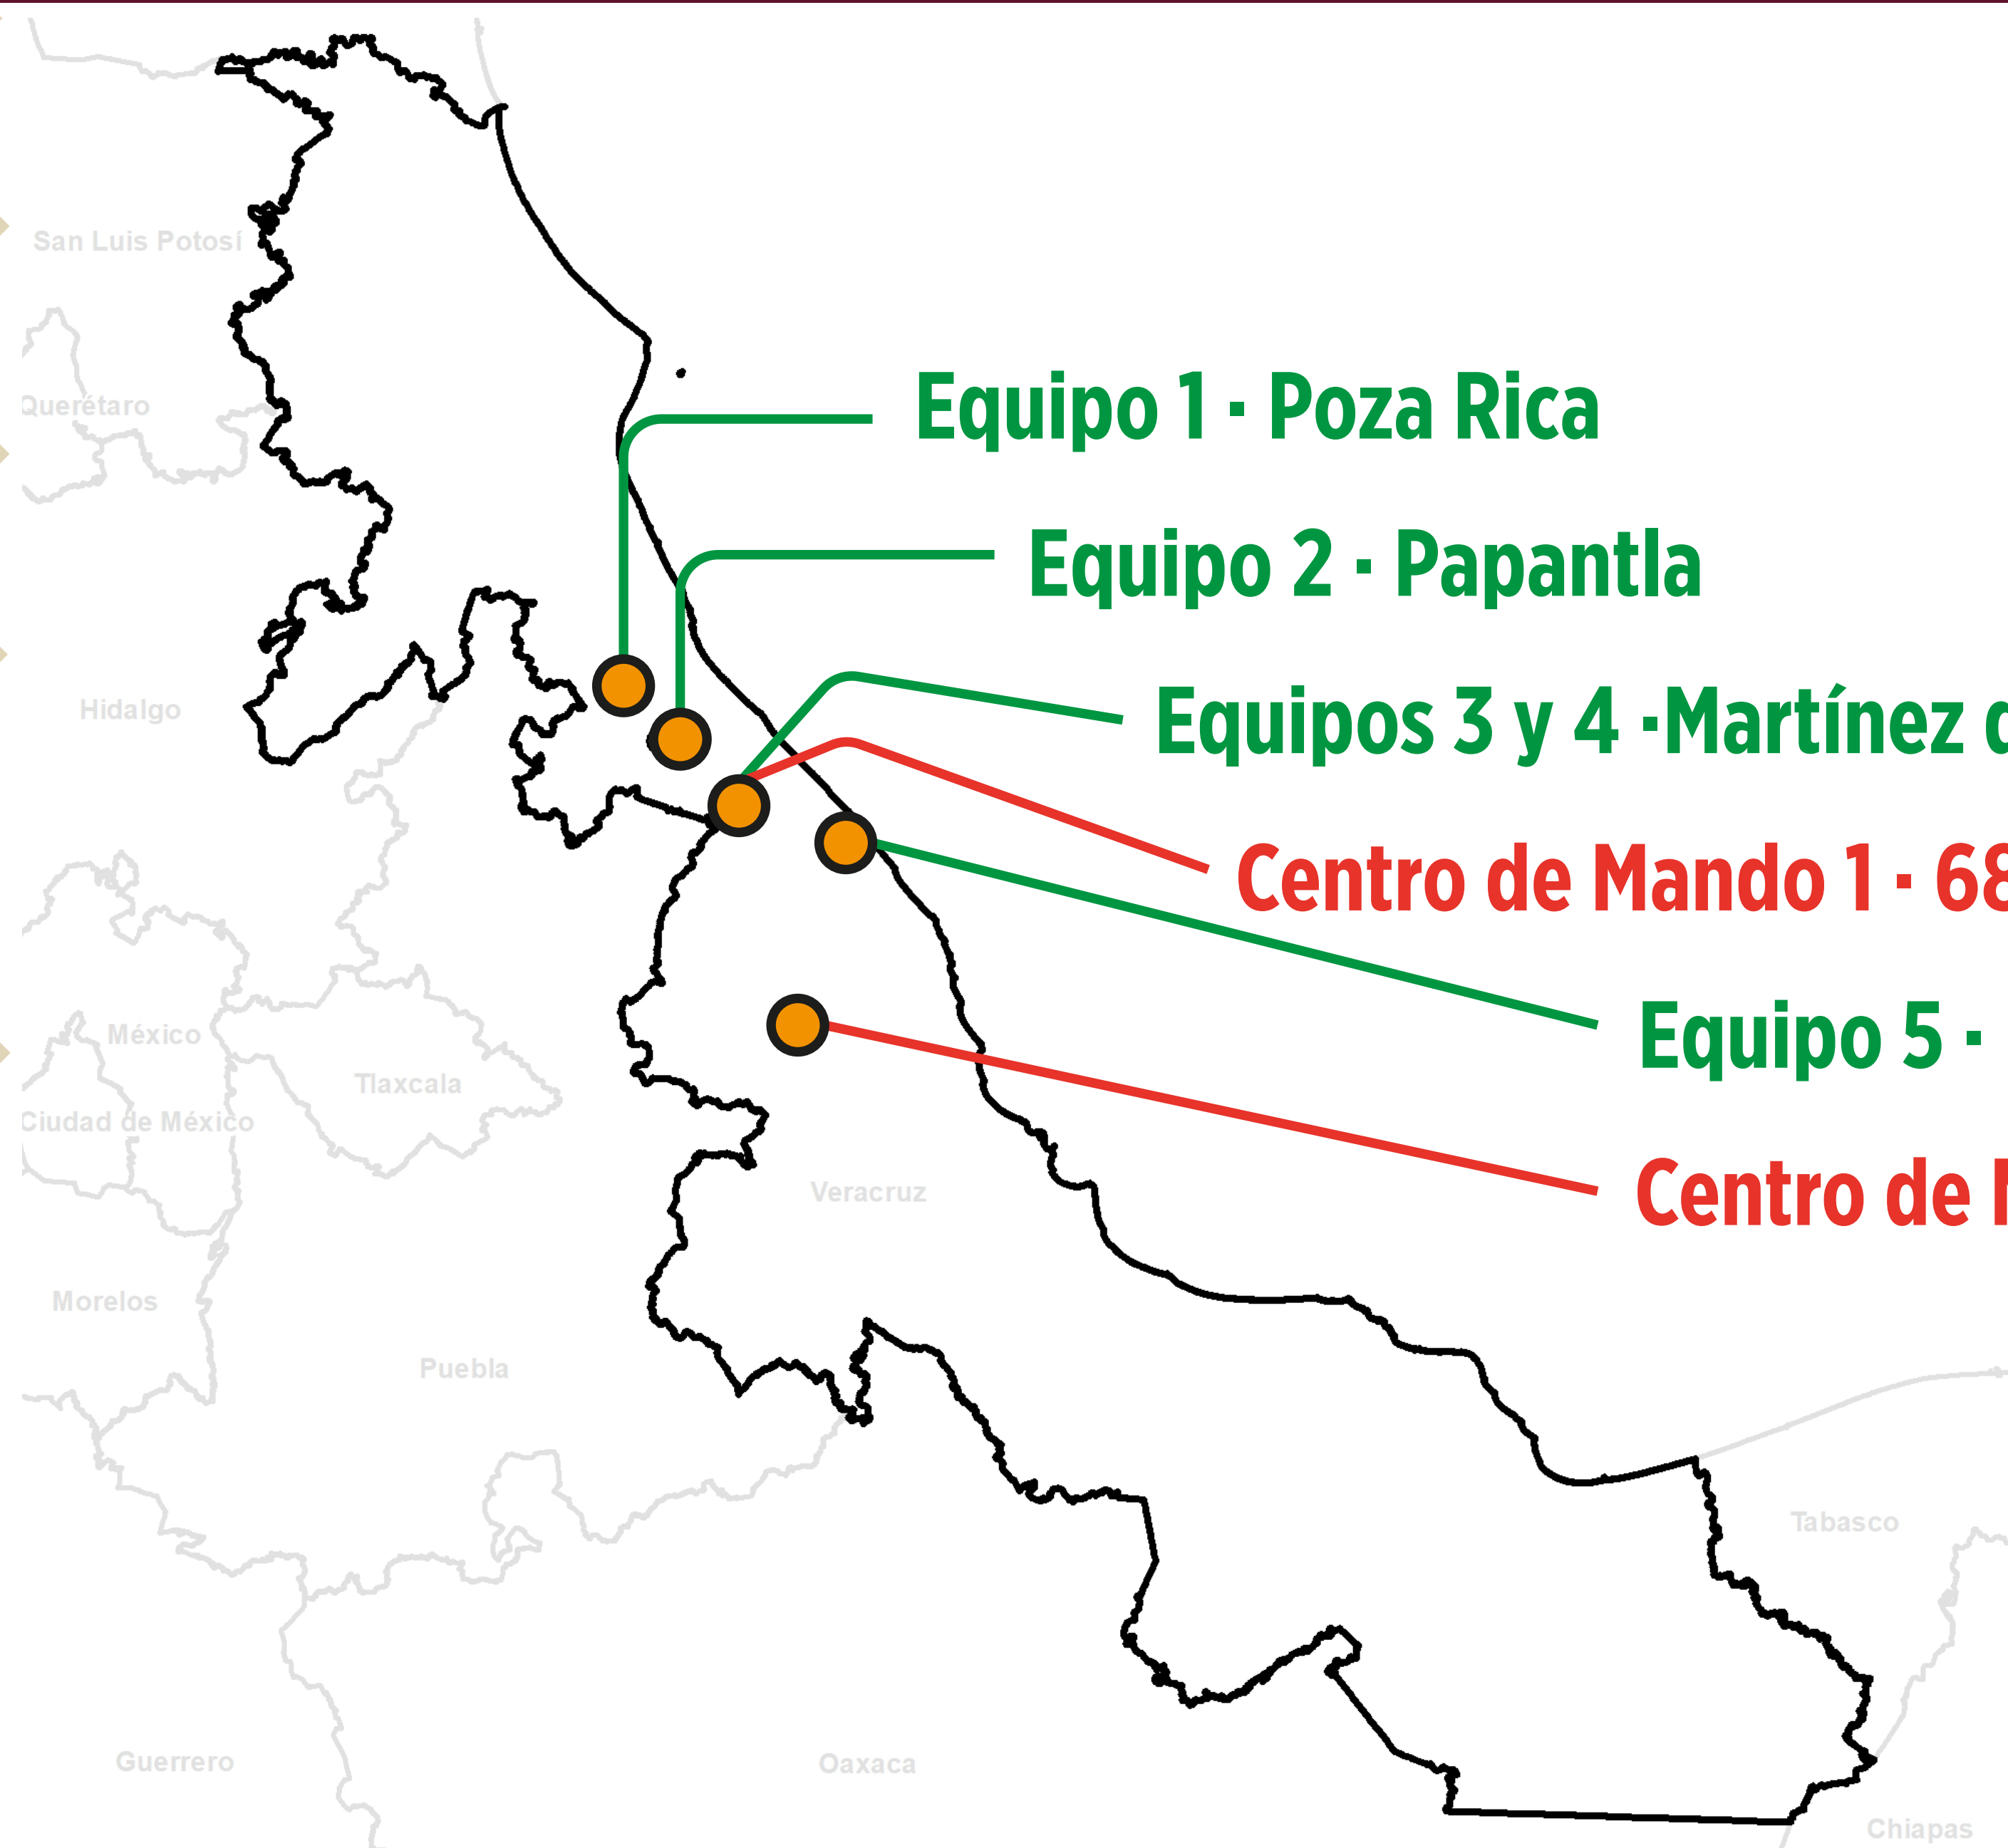 San Luis Potosí
Querétaro
Equipo 1 · Poza Rica
Equipo 2 · Papantla
Equipos 3 y 4 ·Martínez
Hidalgo
Centro de Mando 1 · 68
México
Equipo 5 ·
Tlaxcala
Ciudad de México
Centro de
Veracruz
Morelos
Puebla
Tabasco
Guerrero
Oaxaca
Chiapas